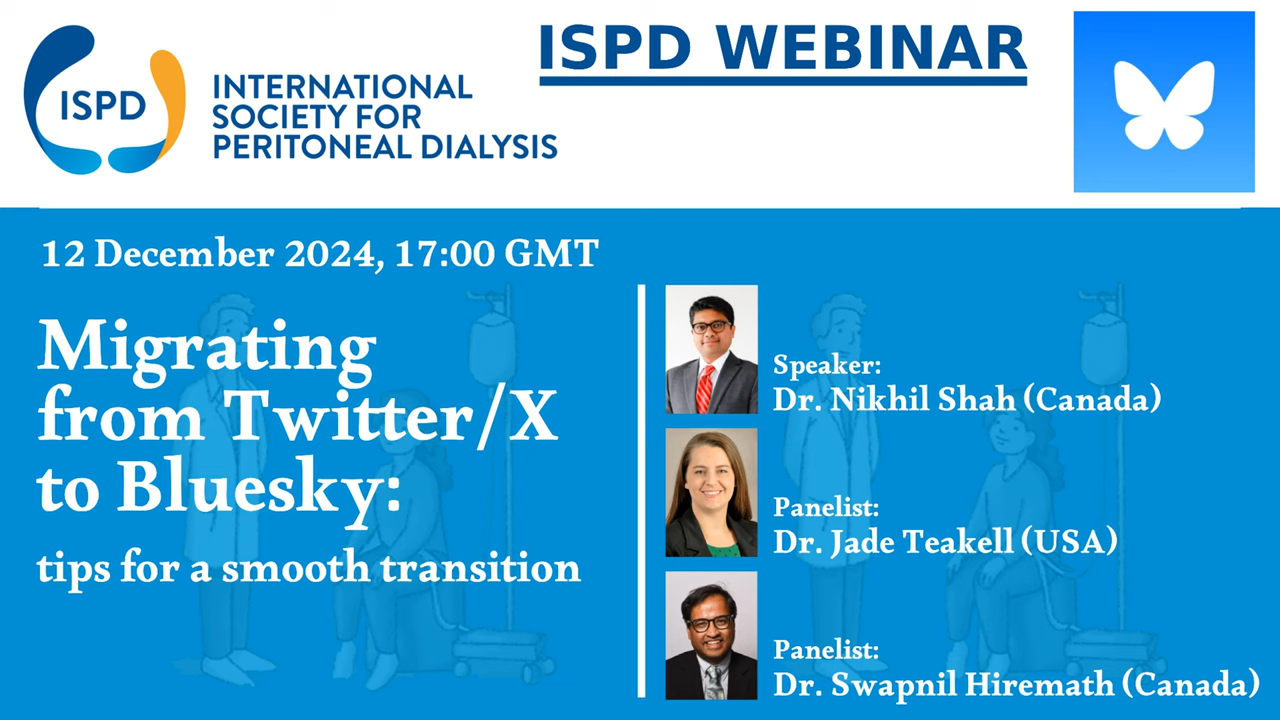 ISPD
INTERNATIONAL
SOCIETY FOR
PERITONEAL DIALYSIS
ISPD WEBINAR
12 December 2024, 17:00 GMT
Migrating
from Twitter/X
to Bluesky:
tips for a smooth transition
Speaker:
Dr. Nikhil Shah (Canada)
Panelist:
Dr. Jade Teakell (USA)
Panelist:
Dr. Swapnil Hiremath (Canada)